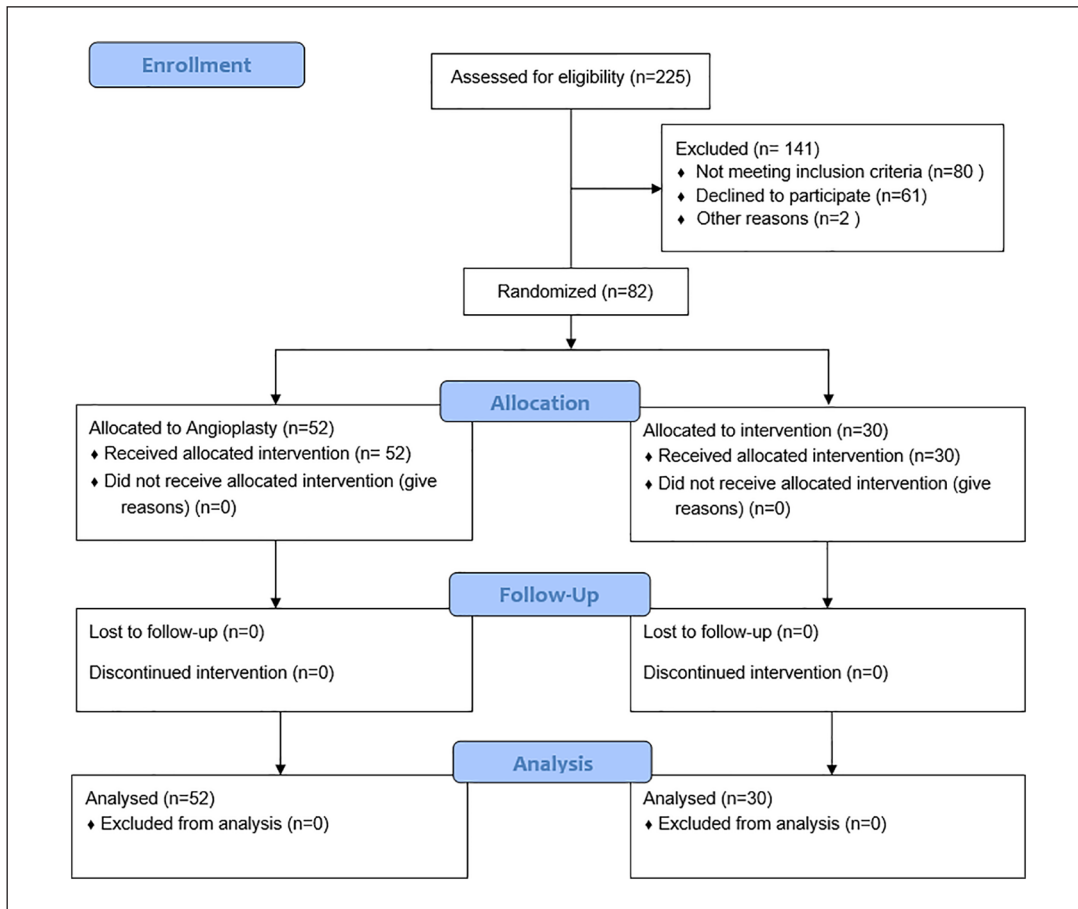 Enrollment
Assessed for eligibility (n=225)
Excluded (n= 141)
♦ Not meeting inclusion criteria (n=80 )
♦ Declined to participate (n=61)
♦ Other reasons (n=2 )
Randomized (n=82)
Allocation
Allocated to Angioplasty (n=52)
♦ Received allocated intervention (n= 52)
♦ Did not receive allocated intervention (give
reasons) (n=0)
Allocated to intervention (n=30)
♦ Received allocated intervention (n=30)
♦ Did not receive allocated intervention (give
reasons) (n=0)
Follow-Up
Lost to follow-up (n=0)
Discontinued intervention (n=0)
Lost to follow-up (n=0)
Discontinued intervention (n=0)
Analysis
Analysed (n=52)
♦ Excluded from analysis (n=0)
Analysed (n=30)
♦ Excluded from analysis (n=0)